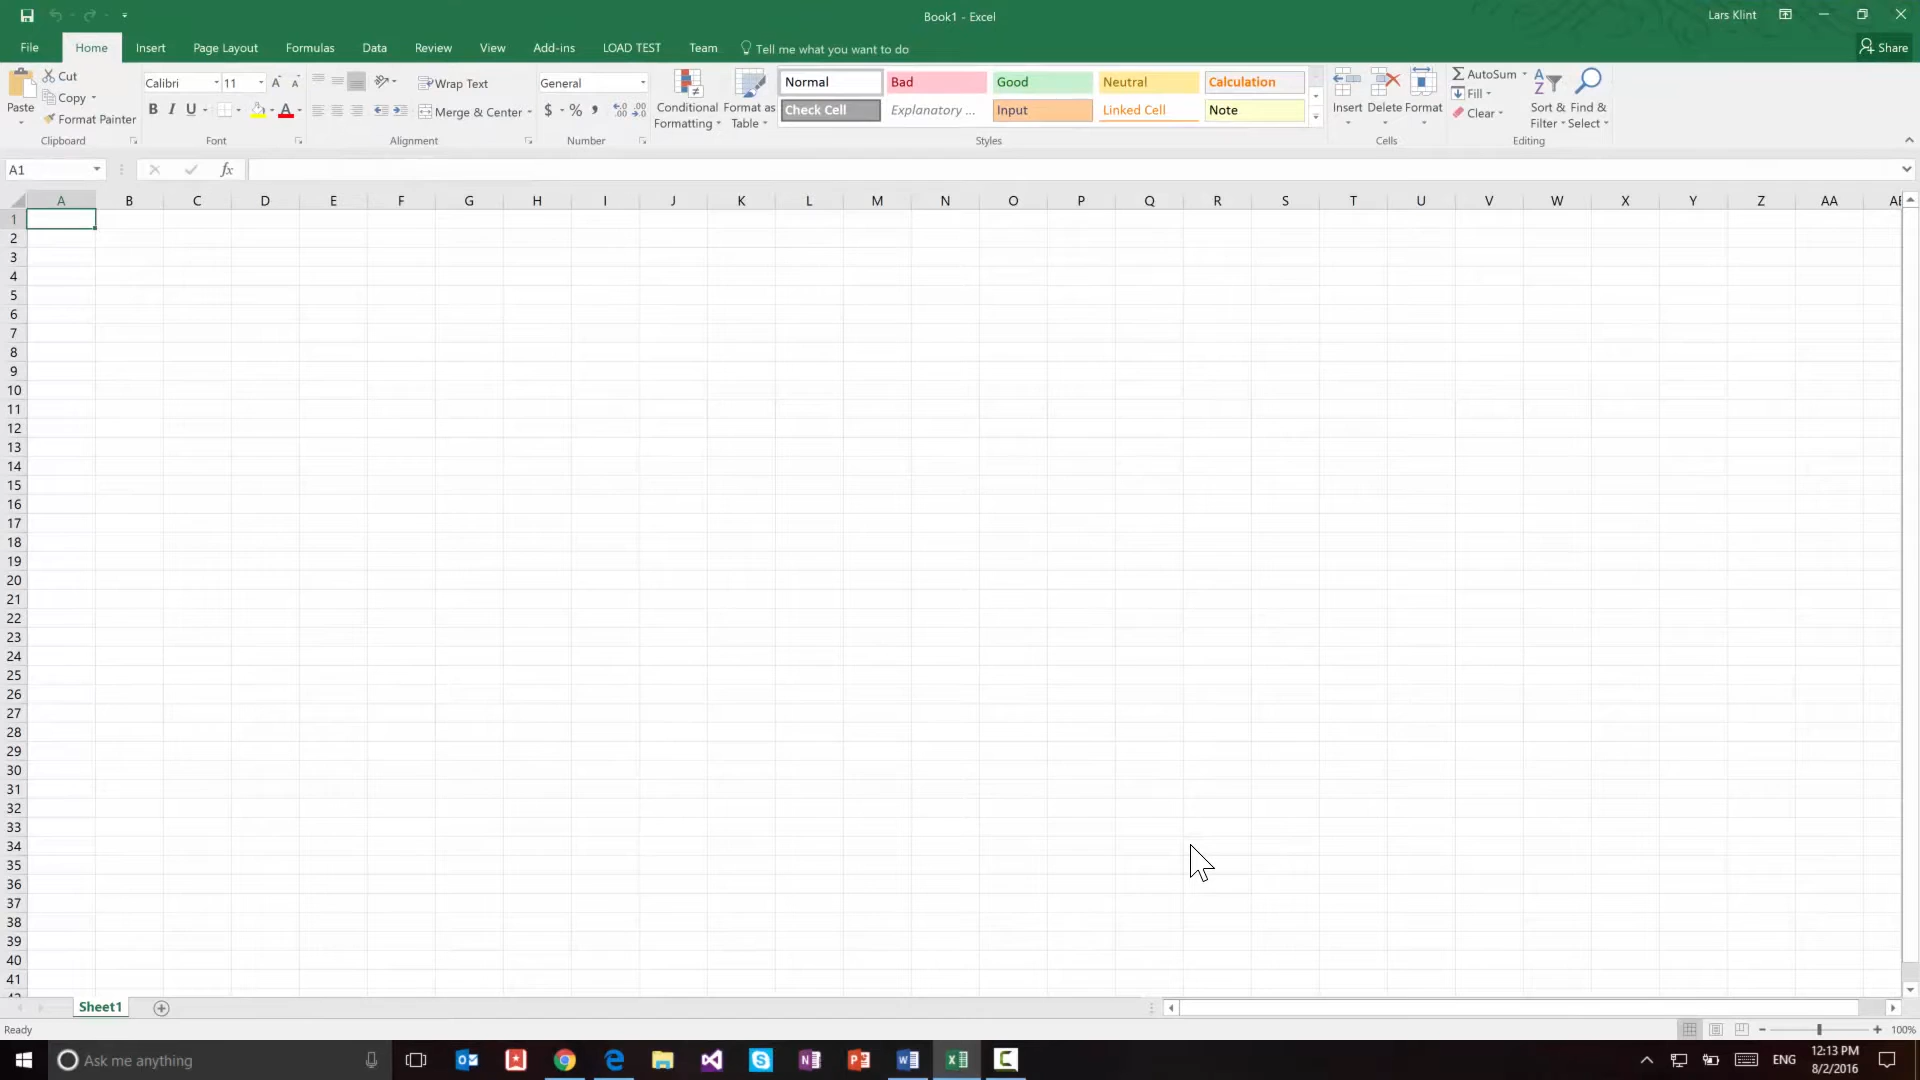 Book1 - Excel
Lars Klint
File Home Insert Page Layout Formulas Data Review View Add-ins LOAD TEST Team Tell me what you want to do Share
Paste
Cut
Copy
Format Painter
Clipboard
Calibri 11
B I U A
Font
Wrap Text
Merge & Center
Alignment
General
$ % ,
Number
Conditional
Formatting
Format as
Table
Normal Bad Good Neutral Calculation
Check Cell Explanatory ... Input Linked Cell Note
Styles
Insert Delete Format
Cells
AutoSum
Fill
Clear
Sort &
Filter
Find &
Select
Editing
A1 fx
A B C D E F G H I J K L M N O P Q R S T U V W X Y Z AA
1
2
3
4
5
6
7
8
9
10
11
12
13
14
15
16
17
18
19
20
21
22
23
24
25
26
27
28
29
30
31
32
33
34
35
36
37
38
39
40
41
Sheet1
Ready 100%
Ask me anything
ENG
12:13 PM
8/2/2016